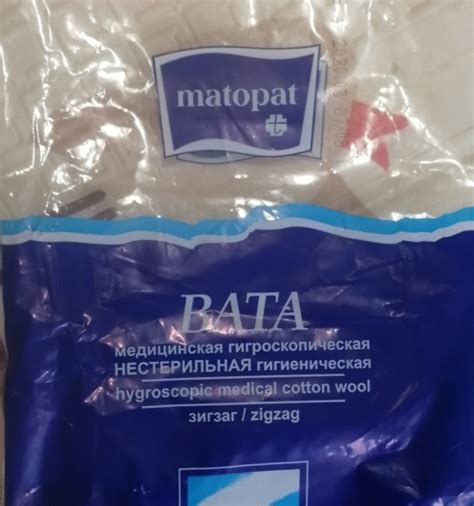 matopat
ВАТА
медицинская гигроскопическая
НЕСТЕРИЛЬНАЯ гигиеническая
hygroscopic medical cotton wool
зигзаг / zigzag